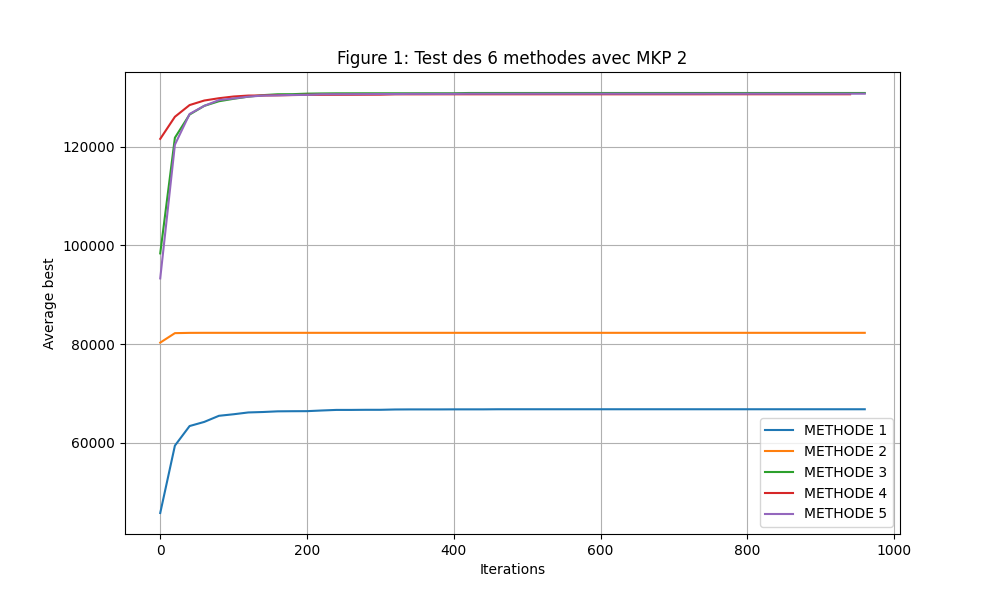 Figure 1: Test des 6 methodes avec MKP 2
Average best
120000
100000
80000
60000
0
200
400
600
800
1000
Iterations
METHODE 1
METHODE 2
METHODE 3
METHODE 4
METHODE 5